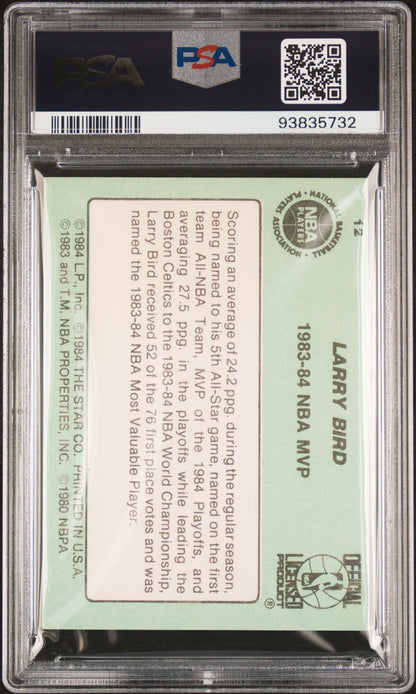 PSA
PSA
93835732
12
NATIONAL BASKETBALL
NBA
PLAYERS
PLAYERS ASSOCIATION
LARRY BIRD
1983-84 NBA MVP
OFFICIAL
LICENSED
PRODUCT
®
Scoring an average of 24.2 ppg. during the regular season,
being named to his 5th All-Star game, named on the first
team All-NBA Team, MVP of the 1984 Playoffs, and
averaging 27.5 ppg. in the playoffs while leading the
Boston Celtics to the 1983-84 NBA World Championship,
Larry Bird received 52 of the 76 first place votes and was
named the 1983-84 NBA Most Valuable Player.
©1984 L.P., Inc. ©1984 THE STAR CO. PRINTED IN U.S.A.
©1983 and T.M. NBA PROPERTIES, INC. ©1980 NBPA